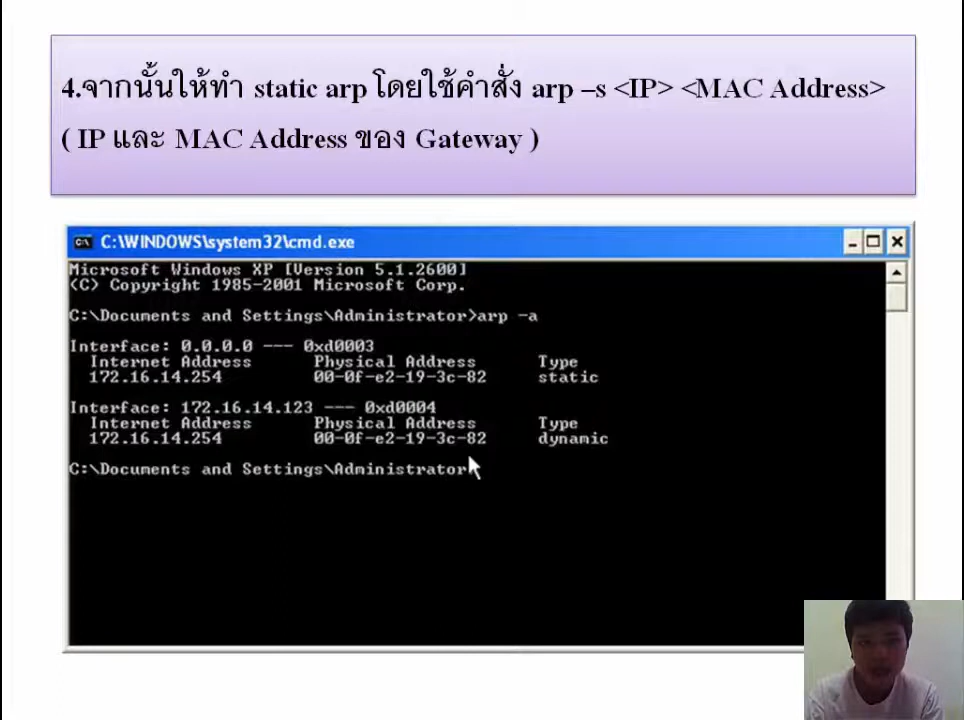 4.จากนั้นให้ทำ static arp โดยใช้คำสั่ง arp –s <IP> <MAC Address>
( IP และ MAC Address ของ Gateway )
C:\WINDOWS\system32\cmd.exe
Microsoft Windows XP [Version 5.1.2600]
(C) Copyright 1985-2001 Microsoft Corp.
C:\Documents and Settings\Administrator>arp -a
Interface: 0.0.0.0 --- 0xd0003
Internet Address Physical Address Type
172.16.14.254 00-0f-e2-19-3c-82 static
Interface: 172.16.14.123 --- 0xd0004
Internet Address Physical Address Type
172.16.14.254 00-0f-e2-19-3c-82 dynamic
C:\Documents and Settings\Administrator